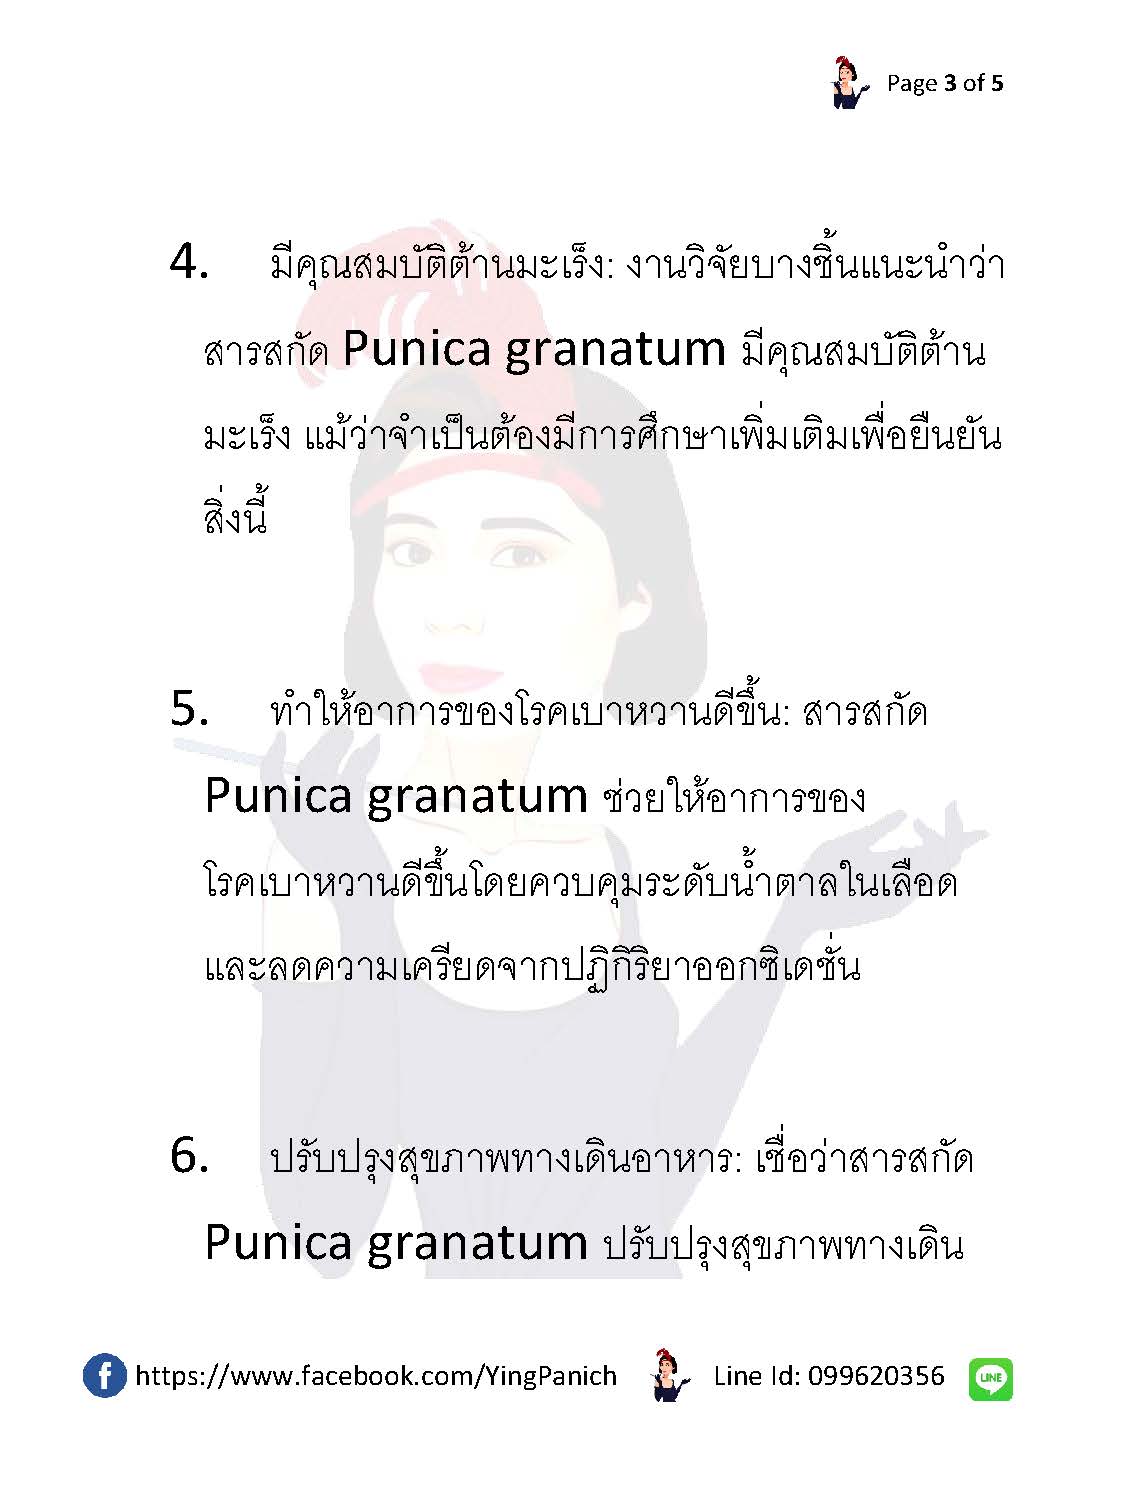 Page 3 of 5
4. มีคุณสมบัติต้านมะเร็ง: งานวิจัยบางชิ้นแนะนำว่า
สารสกัด Punica granatum มีคุณสมบัติต้าน
มะเร็ง แม้ว่าจำเป็นต้องมีการศึกษาเพิ่มเติมเพื่อยืนยัน
สิ่งนี้
5. ทำให้อาการของโรคเบาหวานดีขึ้น: สารสกัด
Punica granatum ช่วยให้อาการของ
โรคเบาหวานดีขึ้นโดยควบคุมระดับน้ำตาลในเลือด
และลดความเครียดจากปฏิกิริยาออกซิเดชั่น
6. ปรับปรุงสุขภาพทางเดินอาหาร: เชื่อว่าสารสกัด
Punica granatum ปรับปรุงสุขภาพทางเดิน
f https://www.facebook.com/YingPanich Line Id: 099620356 LINE